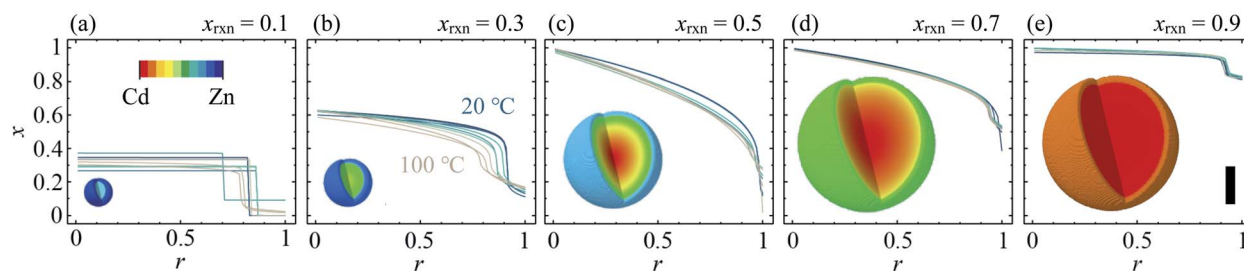 (a) x_rxn = 0.1
(b) x_rxn = 0.3
(c) x_rxn = 0.5
(d) x_rxn = 0.7
(e) x_rxn = 0.9
1
0.8
0.6
0.4
0.2
0
x
Cd Zn
20 °C
100 °C
0 0.5 1
0 0.5 1
0 0.5 1
0 0.5 1
0 0.5 1
r
r
r
r
r